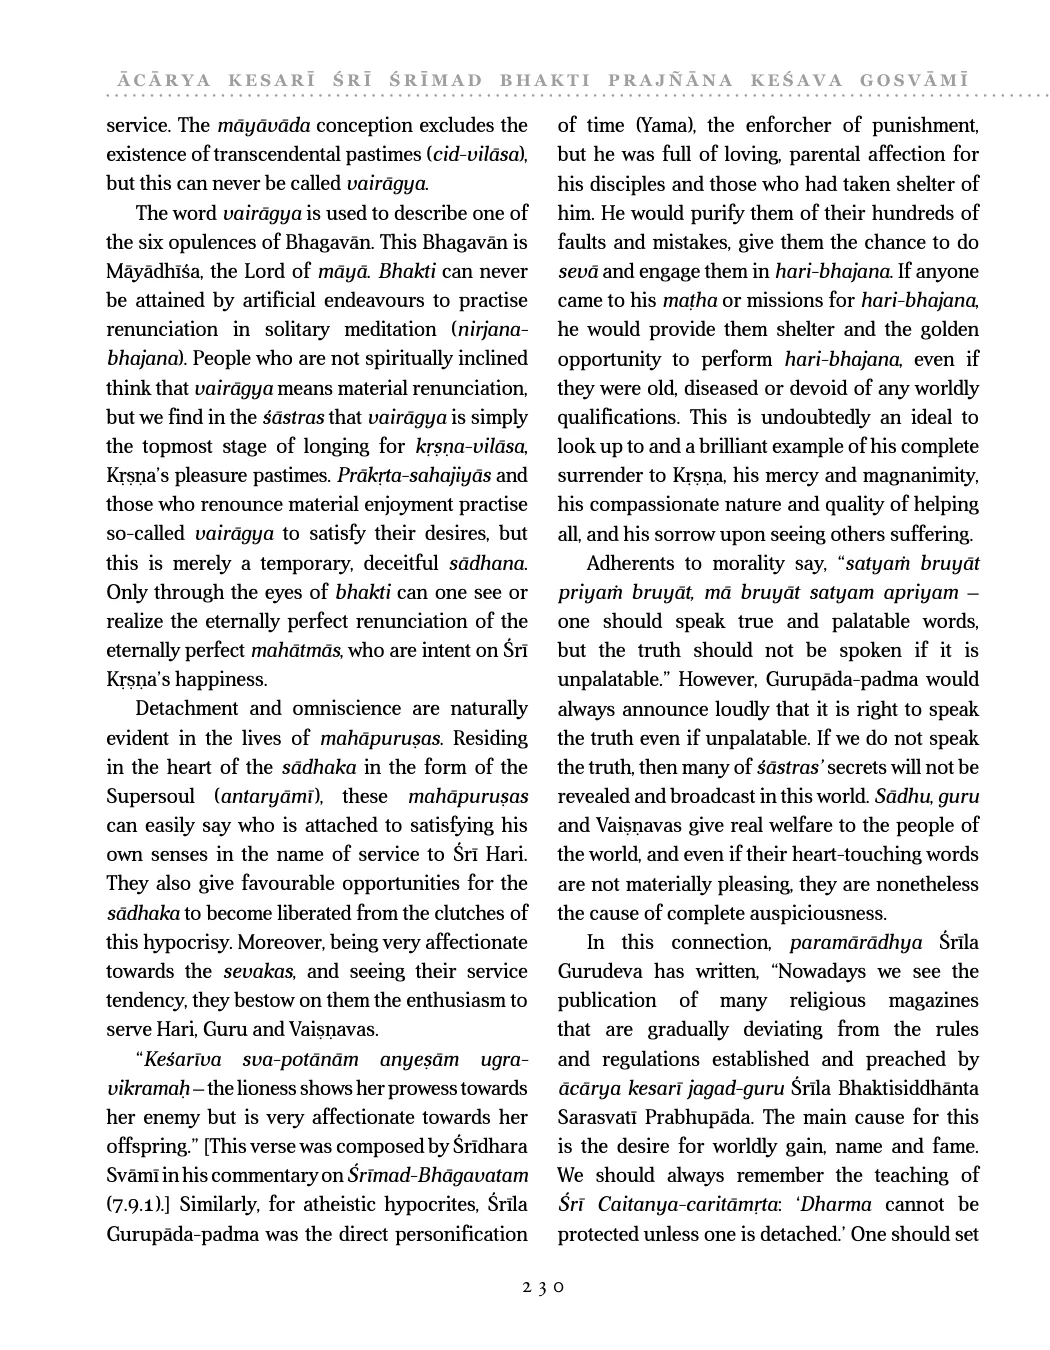 ĀCĀRYA KESARĪ ŚRĪ ŚRĪMAD BHAKTI PRAJÑĀNA KEŚAVA GOSVĀMĪ
service. The māyāvāda conception excludes the
existence of transcendental pastimes (cid-vilāsa),
but this can never be called vairāgya.
The word vairāgya is used to describe one of
the six opulences of Bhagavān. This Bhagavān is
Māyādhīśa, the Lord of māyā. Bhakti can never
be attained by artificial endeavours to practise
renunciation in solitary meditation (nirjana-
bhajana). People who are not spiritually inclined
think that vairāgya means material renunciation,
but we find in the śāstras that vairāgya is simply
the topmost stage of longing for kṛṣṇa-vilāsa,
Kṛṣṇa’s pleasure pastimes. Prākṛta-sahajiyās and
those who renounce material enjoyment practise
so-called vairāgya to satisfy their desires, but
this is merely a temporary, deceitful sādhana.
Only through the eyes of bhakti can one see or
realize the eternally perfect renunciation of the
eternally perfect mahātmās, who are intent on Śrī
Kṛṣṇa’s happiness.
Detachment and omniscience are naturally
evident in the lives of mahāpuruṣas. Residing
in the heart of the sādhaka in the form of the
Supersoul (antaryāmī), these mahāpuruṣas
can easily say who is attached to satisfying his
own senses in the name of service to Śrī Hari.
They also give favourable opportunities for the
sādhaka to become liberated from the clutches of
this hypocrisy. Moreover, being very affectionate
towards the sevakas, and seeing their service
tendency, they bestow on them the enthusiasm to
serve Hari, Guru and Vaiṣṇavas.
“Keśarīva sva-potānām anyeṣām ugra-
vikramaḥ – the lioness shows her prowess towards
her enemy but is very affectionate towards her
offspring.” [This verse was composed by Śrīdhara
Svāmī in his commentary on Śrīmad-Bhāgavatam
(7.9.1).] Similarly, for atheistic hypocrites, Śrīla
Gurupāda-padma was the direct personification
of time (Yama), the enforcher of punishment,
but he was full of loving, parental affection for
his disciples and those who had taken shelter of
him. He would purify them of their hundreds of
faults and mistakes, give them the chance to do
sevā and engage them in hari-bhajana. If anyone
came to his maṭha or missions for hari-bhajana,
he would provide them shelter and the golden
opportunity to perform hari-bhajana, even if
they were old, diseased or devoid of any worldly
qualifications. This is undoubtedly an ideal to
look up to and a brilliant example of his complete
surrender to Kṛṣṇa, his mercy and magnanimity,
his compassionate nature and quality of helping
all, and his sorrow upon seeing others suffering.
Adherents to morality say, “satyaṁ bruyāt
priyaṁ bruyāt, mā bruyāt satyam apriyam –
one should speak true and palatable words,
but the truth should not be spoken if it is
unpalatable.” However, Gurupāda-padma would
always announce loudly that it is right to speak
the truth even if unpalatable. If we do not speak
the truth, then many of śāstras’ secrets will not be
revealed and broadcast in this world. Sādhu, guru
and Vaiṣṇavas give real welfare to the people of
the world, and even if their heart-touching words
are not materially pleasing, they are nonetheless
the cause of complete auspiciousness.
In this connection, paramārādhya Śrīla
Gurudeva has written, “Nowadays we see the
publication of many religious magazines
that are gradually deviating from the rules
and regulations established and preached by
ācārya kesarī jagad-guru Śrīla Bhaktisiddhānta
Sarasvatī Prabhupāda. The main cause for this
is the desire for worldly gain, name and fame.
We should always remember the teaching of
Śrī Caitanya-caritāmṛta: ‘Dharma cannot be
protected unless one is detached.’ One should set
230